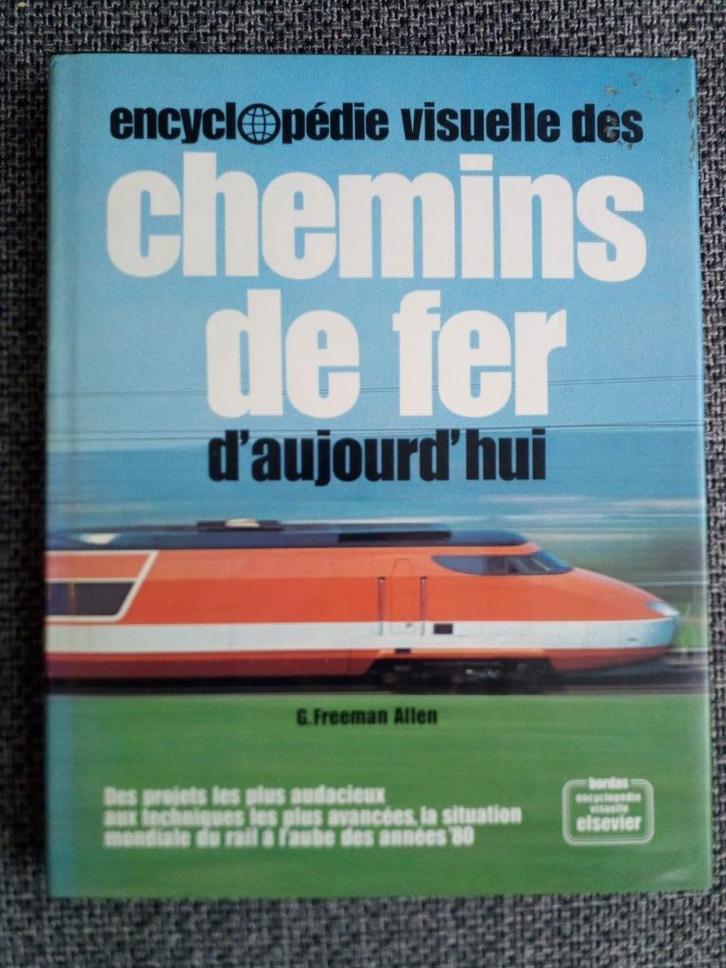 encyclopédie visuelle des
chemins
de fer
d'aujourd'hui
G. Freeman Allen
Des projets les plus audacieux
aux techniques les plus avancées, la situation
mondiale du rail à l'aube des années '80
bordas
encyclopédie
visuelle
elsevier